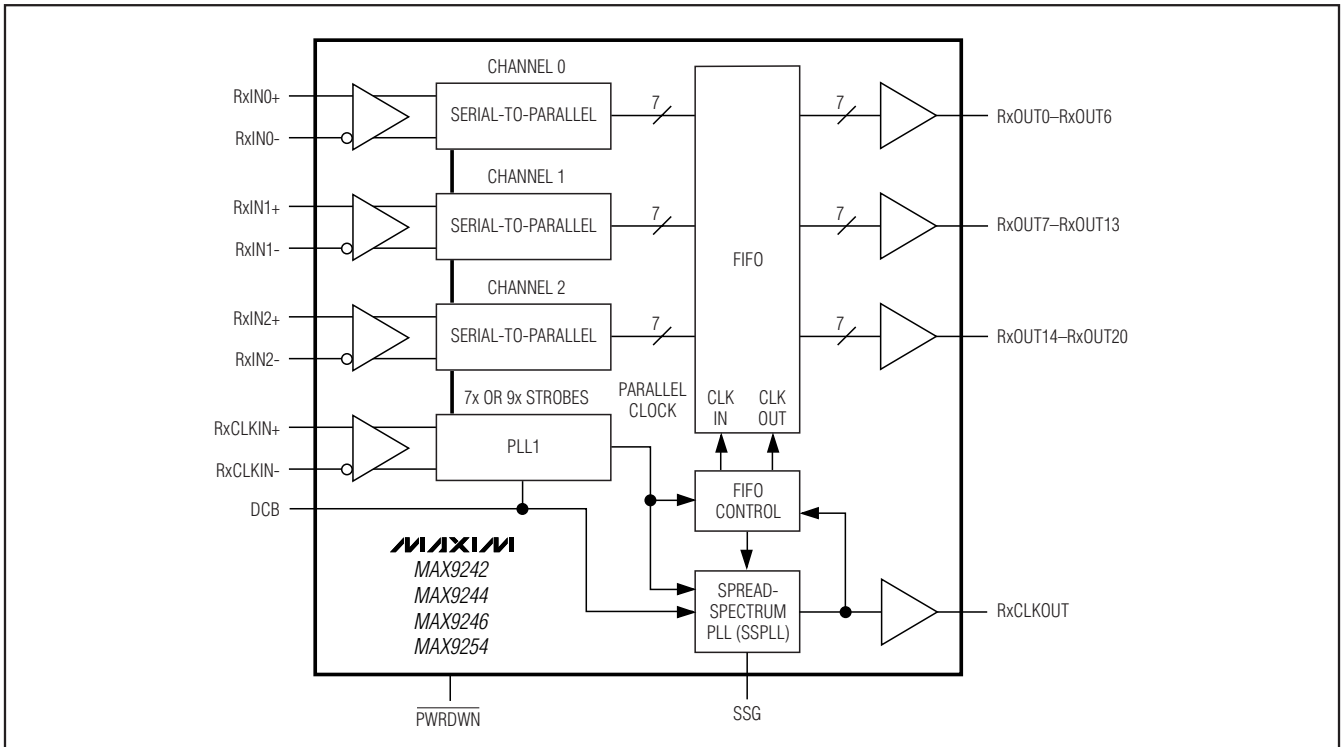 CHANNEL 0
RxIN0+
RxIN0-
SERIAL-TO-PARALLEL
7
7
RxOUT0–RxOUT6
CHANNEL 1
RxIN1+
RxIN1-
SERIAL-TO-PARALLEL
7
7
RxOUT7–RxOUT13
FIFO
CHANNEL 2
RxIN2+
RxIN2-
SERIAL-TO-PARALLEL
7
7
RxOUT14–RxOUT20
7x OR 9x STROBES
PARALLEL
CLOCK
CLK
IN
CLK
OUT
RxCLKIN+
RxCLKIN-
PLL1
DCB
FIFO
CONTROL
MAXIM
MAX9242
MAX9244
MAX9246
MAX9254
SPREAD-
SPECTRUM
PLL (SSPLL)
RxCLKOUT
PWRDWN
SSG